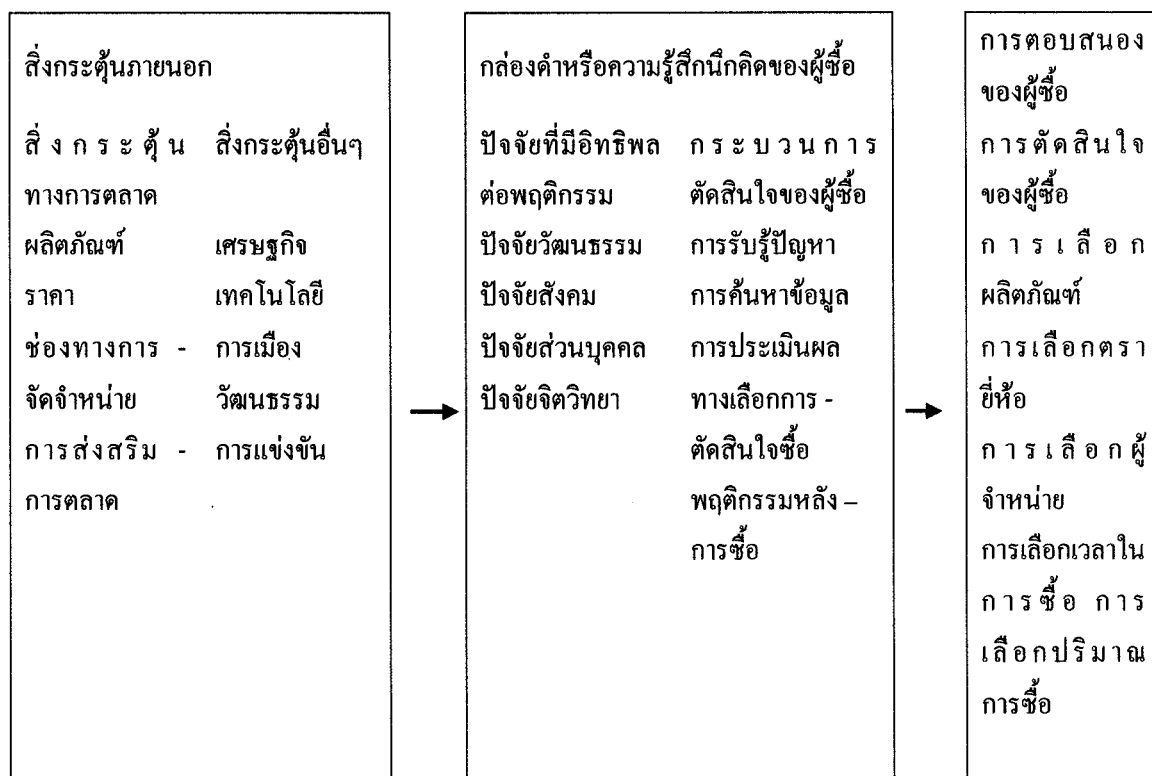 สิ่งกระตุ้นภายนอก
สิ่งกระตุ้น
ทางการตลาด
ผลิตภัณฑ์
ราคา
ช่องทางการ -
จัดจำหน่าย
การส่งสริม -
การตลาด
สิ่งกระตุ้นอื่นๆ
เศรษฐกิจ
เทคโนโลยี
การเมือง
วัฒนธรรม
การแข่งขัน
กล่องดำหรือความรู้สึกนึกคิดของผู้ซื้อ
ปัจจัยที่มีอิทธิพล
ต่อพฤติกรรม
ปัจจัยวัฒนธรรม
ปัจจัยสังคม
ปัจจัยส่วนบุคคล
ปัจจัยจิตวิทยา
กระบวนการ
ตัดสินใจของผู้ซื้อ
การรับรู้ปัญหา
การค้นหาข้อมูล
การประเมินผล
ทางเลือกการ -
ตัดสินใจซื้อ
พฤติกรรมหลัง –
การซื้อ
การตอบสนอง
ของผู้ซื้อ
การตัดสินใจ
ของผู้ซื้อ
การเลือก
ผลิตภัณฑ์
การเลือกตรา
ยี่ห้อ
การเลือกผู้
จำหน่าย
การเลือกเวลาใน
การซื้อ การ
เลือกปริมาณ
การซื้อ